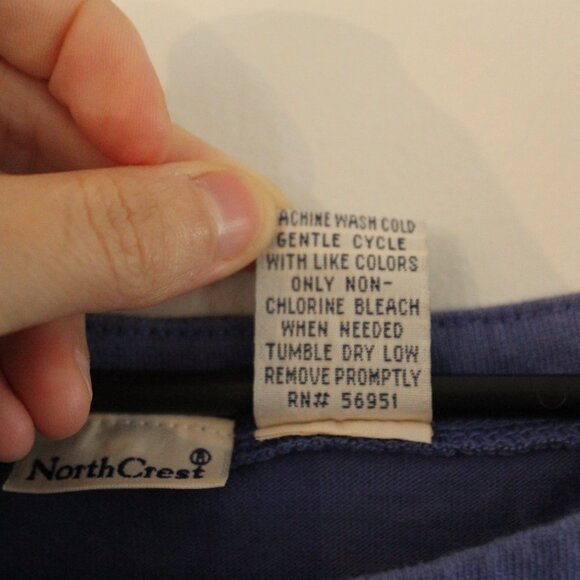 ACHINE WASH COLD
GENTLE CYCLE
WITH LIKE COLORS
ONLY NON-
CHLORINE BLEACH
WHEN NEEDED
TUMBLE DRY LOW
REMOVE PROMPTLY
RN# 56951
NorthCrest®